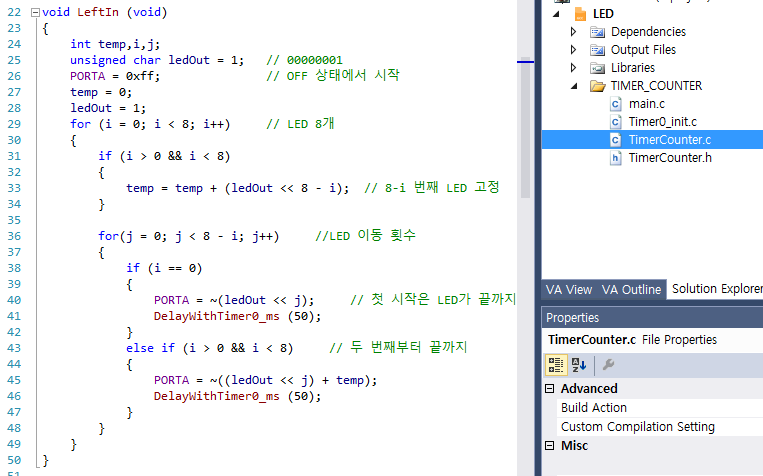 22 void LeftIn (void)
23 {
24 int temp,i,j;
25 unsigned char ledOut = 1; // 00000001
26 PORTA = 0xff; // OFF 상태에서 시작
27 temp = 0;
28 ledOut = 1;
29 for (i = 0; i < 8; i++) // LED 8개
30 {
31 if (i > 0 && i < 8)
32 {
33 temp = temp + (ledOut << 8 - i); // 8-i 번째 LED 고정
34 }
35
36 for(j = 0; j < 8 - i; j++) //LED 이동 횟수
37 {
38 if (i == 0)
39 {
40 PORTA = ~(ledOut << j); // 첫 시작은 LED가 끝까지
41 DelayWithTimer0_ms (50);
42 }
43 else if (i > 0 && i < 8) // 두 번째부터 끝까지
44 {
45 PORTA = ~((ledOut << j) + temp);
46 DelayWithTimer0_ms (50);
47 }
48 }
49 }
50 }
LED
Dependencies
Output Files
Libraries
TIMER_COUNTER
main.c
Timer0_init.c
TimerCounter.c
TimerCounter.h
VA View VA Outline Solution Explorer
Properties
TimerCounter.c File Properties
Advanced
Build Action
Custom Compilation Setting
Misc